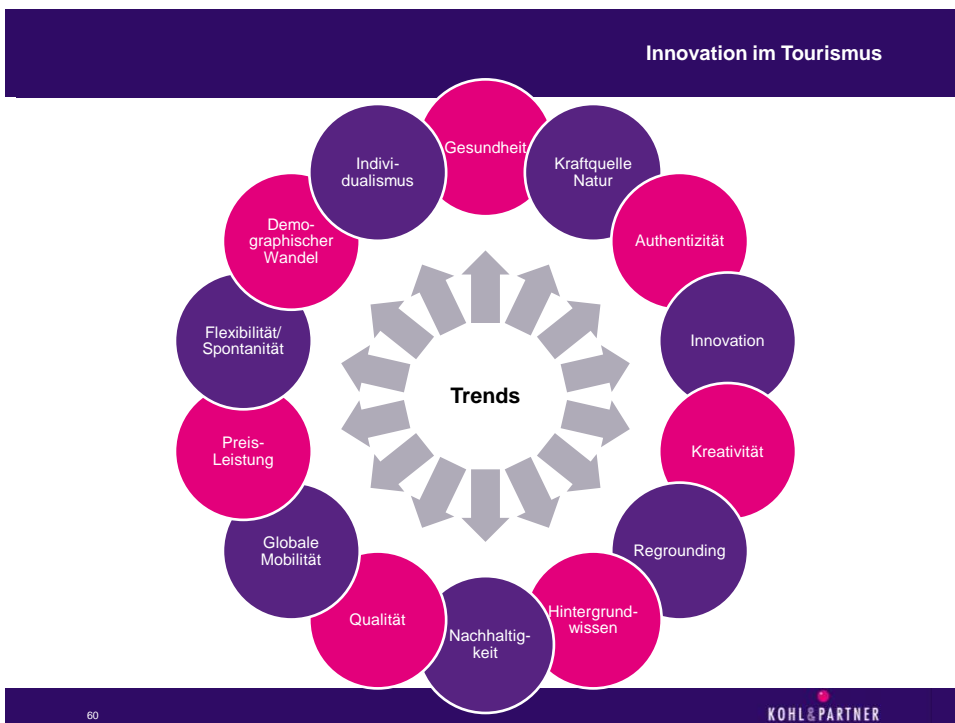 Innovation im Tourismus
Gesundheit
Kraftquelle
Natur
Authentizität
Innovation
Kreativität
Regrounding
Hintergrund-
wissen
Nachhaltig-
keit
Qualität
Globale
Mobilität
Preis-
Leistung
Flexibilität/
Spontanität
Demo-
graphischer
Wandel
Indivi-
dualismus
Trends
60
KOHL&PARTNER